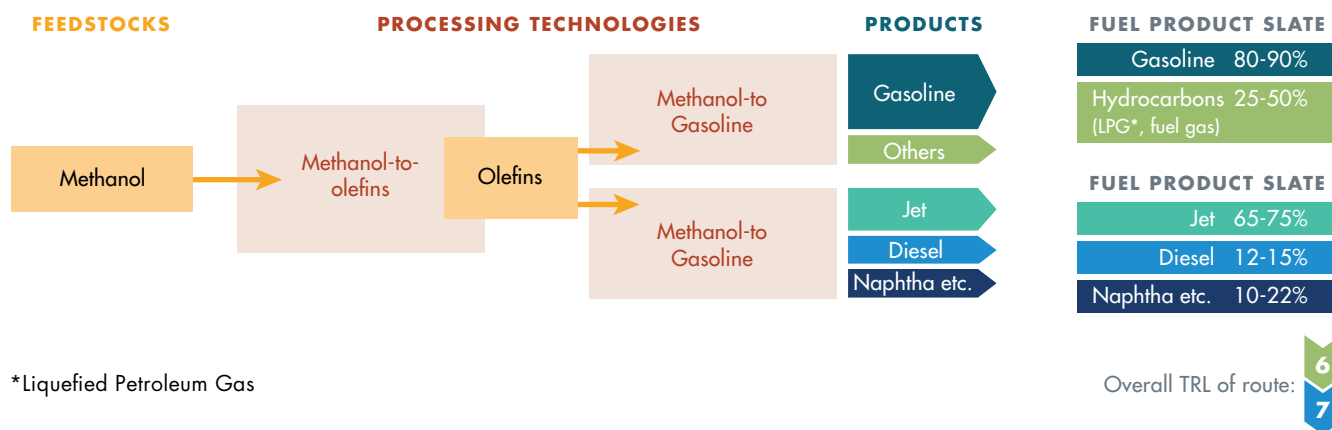 FEEDSTOCKS
PROCESSING TECHNOLOGIES
PRODUCTS
FUEL PRODUCT SLATE
Methanol
Methanol-to-
olefins
Olefins
Methanol-to
Gasoline
Gasoline
Others
Gasoline 80-90%
Hydrocarbons 25-50%
(LPG*, fuel gas)
Methanol-to
Gasoline
Jet
Diesel
Naphtha etc.
FUEL PRODUCT SLATE
Jet 65-75%
Diesel 12-15%
Naphtha etc. 10-22%
*Liquefied Petroleum Gas
Overall TRL of route:
6
7